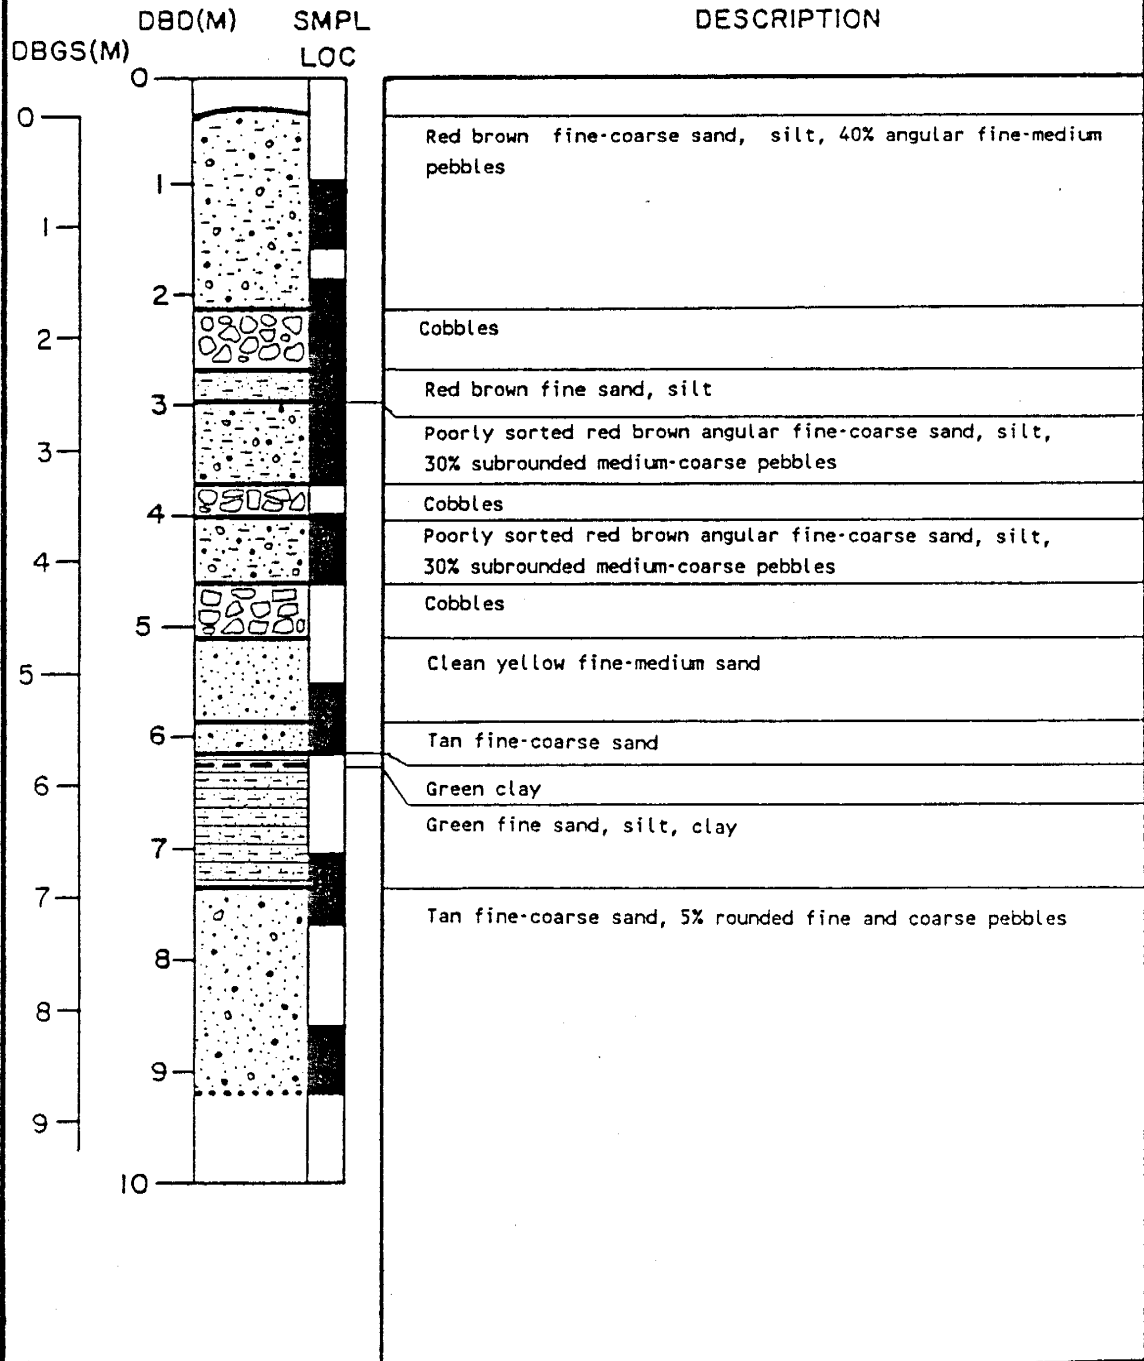 DBD(M) SMPL DESCRIPTION
DBGS(M) LOC
0
0
Red brown fine-coarse sand, silt, 40% angular fine-medium
pebbles
1
1
2
Cobbles
2
Red brown fine sand, silt
3
Poorly sorted red brown angular fine-coarse sand, silt,
3
30% subrounded medium-coarse pebbles
Cobbles
4
Poorly sorted red brown angular fine-coarse sand, silt,
4
30% subrounded medium-coarse pebbles
Cobbles
5
Clean yellow fine-medium sand
5
6
Tan fine-coarse sand
6
Green clay
Green fine sand, silt, clay
7
7
Tan fine-coarse sand, 5% rounded fine and coarse pebbles
8
8
9
9
10